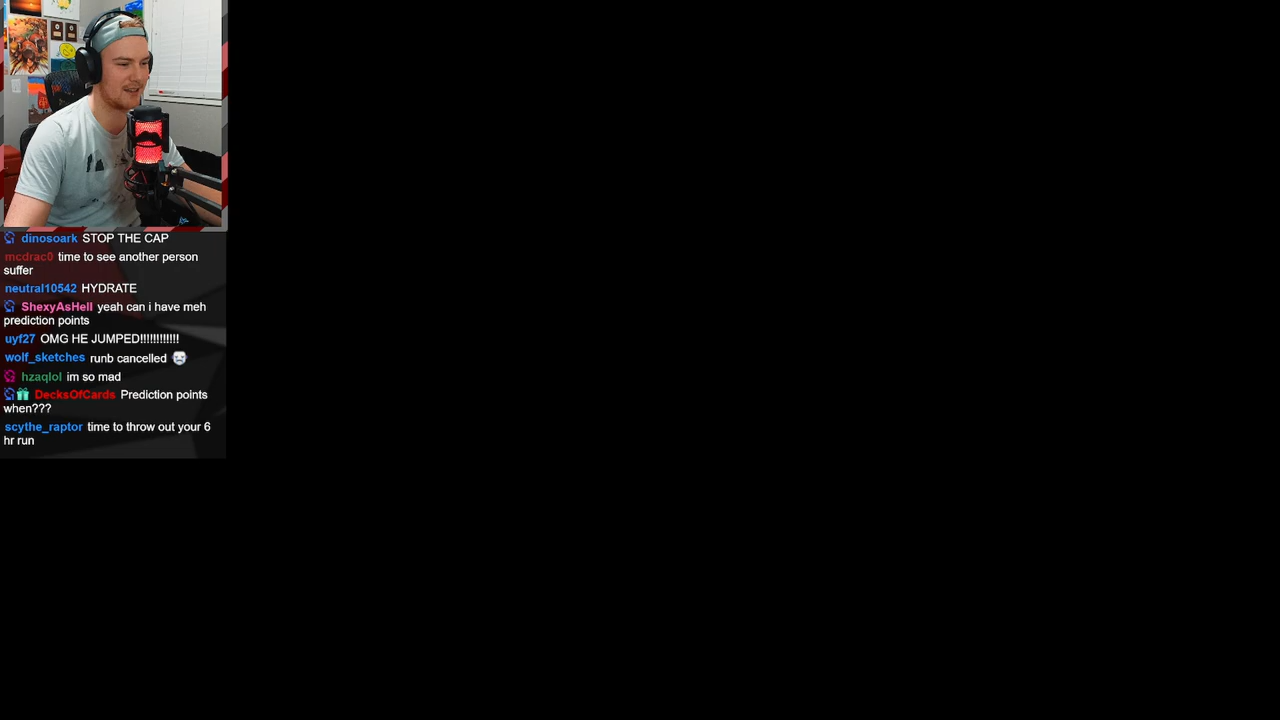 dinosoark STOP THE CAP
mcdrac0 time to see another person
suffer
neutral10542 HYDRATE
ShexyAsHell yeah can i have meh
prediction points
uyf27 OMG HE JUMPED!!!!!!!!!!!!
wolf_sketches runb cancelled
hzaqlol im so mad
DecksOfCards Prediction points
when???
scythe_raptor time to throw out your 6
hr run